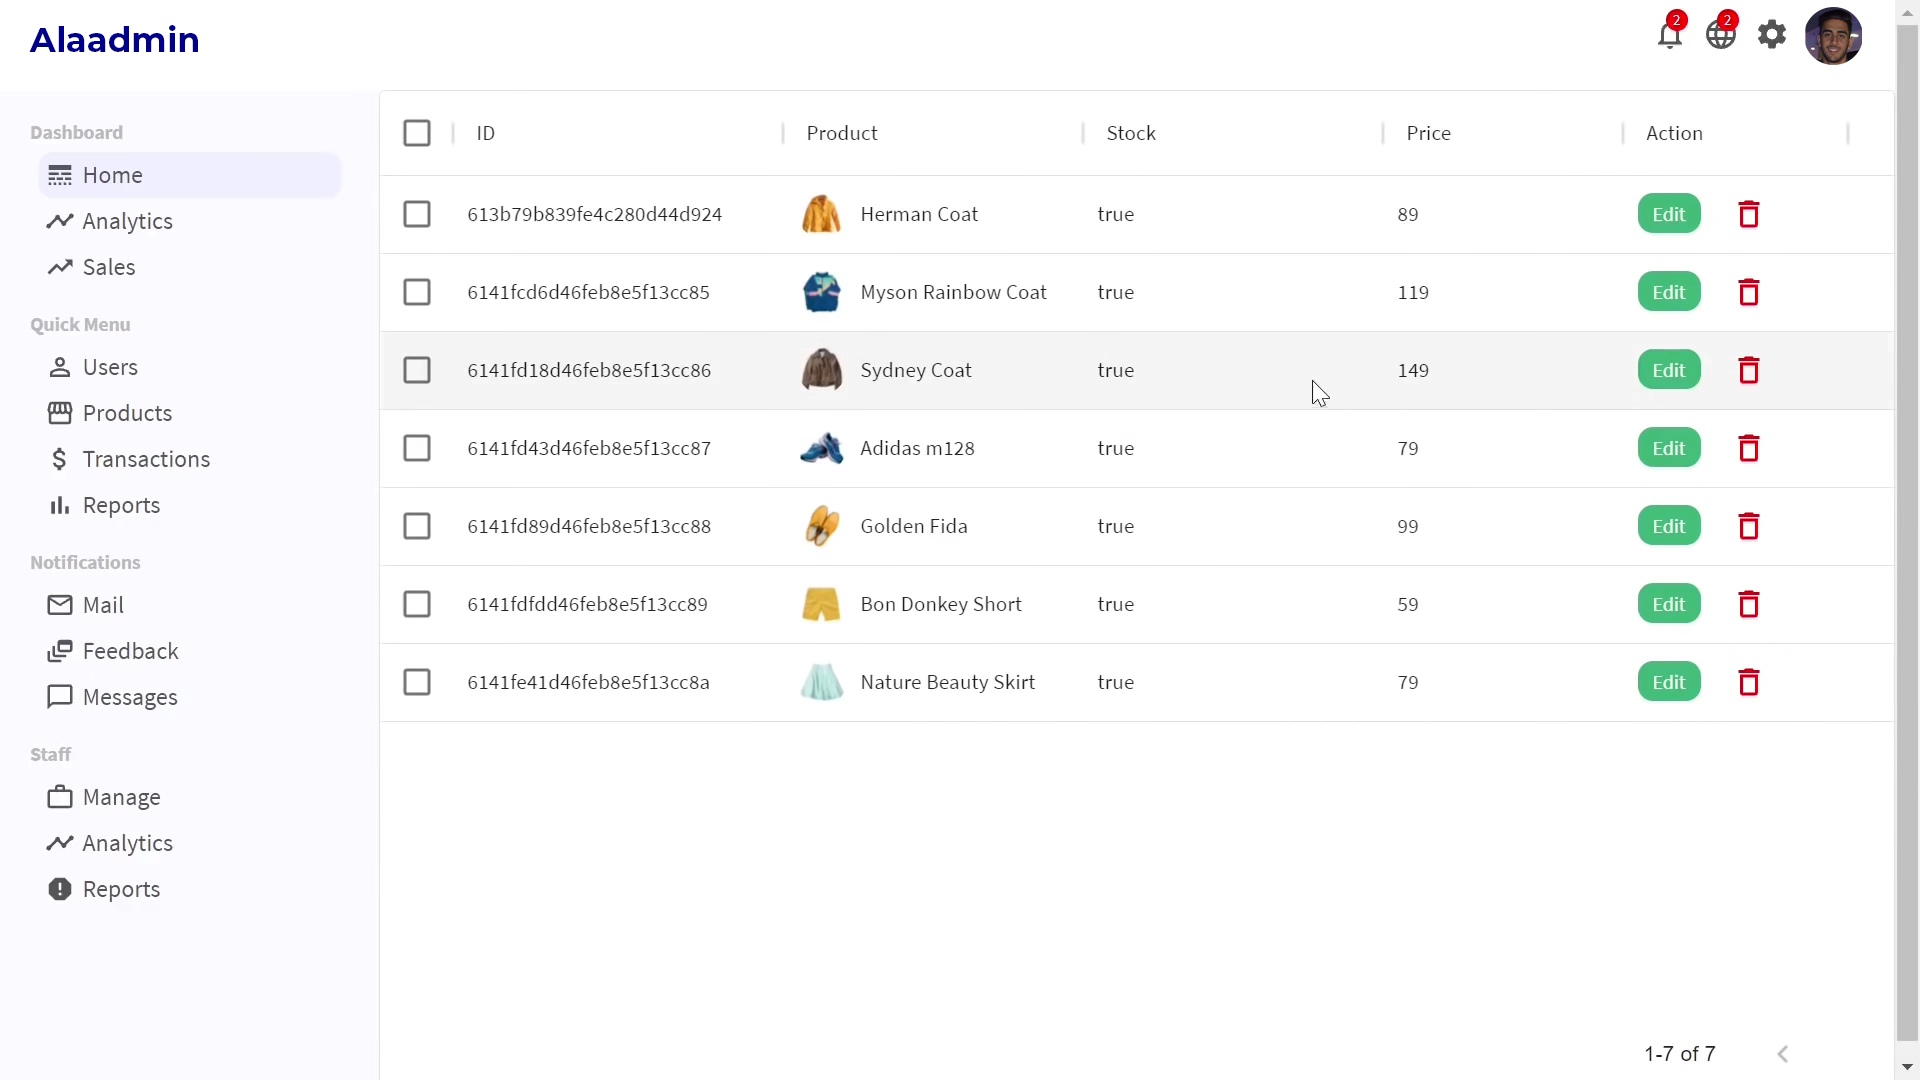 Alaadmin
2
2
Dashboard
Home
Analytics
Sales
Quick Menu
Users
Products
Transactions
Reports
Notifications
Mail
Feedback
Messages
Staff
Manage
Analytics
Reports
ID Product Stock Price Action
613b79b839fe4c280d44d924 Herman Coat true 89 Edit
6141fcd6d46feb8e5f13cc85 Myson Rainbow Coat true 119 Edit
6141fd18d46feb8e5f13cc86 Sydney Coat true 149 Edit
6141fd43d46feb8e5f13cc87 Adidas m128 true 79 Edit
6141fd89d46feb8e5f13cc88 Golden Fida true 99 Edit
6141fdfdd46feb8e5f13cc89 Bon Donkey Short true 59 Edit
6141fe41d46feb8e5f13cc8a Nature Beauty Skirt true 79 Edit
1-7 of 7